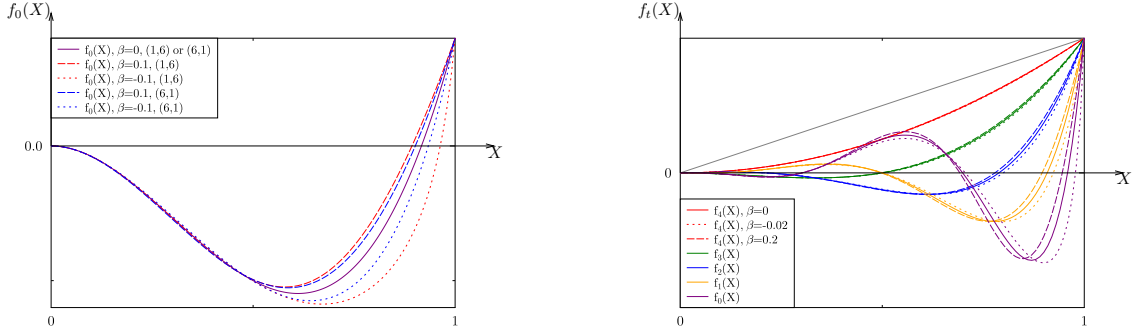 f₀(X)
f₀(X), β=0, (1,6) or (6,1)
f₀(X), β=0.1, (1,6)
f₀(X), β=-0.1, (1,6)
f₀(X), β=0.1, (6,1)
f₀(X), β=-0.1, (6,1)
0.0
X
0
1
fₜ(X)
0
X
f₄(X), β=0
f₄(X), β=-0.02
f₄(X), β=0.2
f₃(X)
f₂(X)
f₁(X)
f₀(X)
0
1